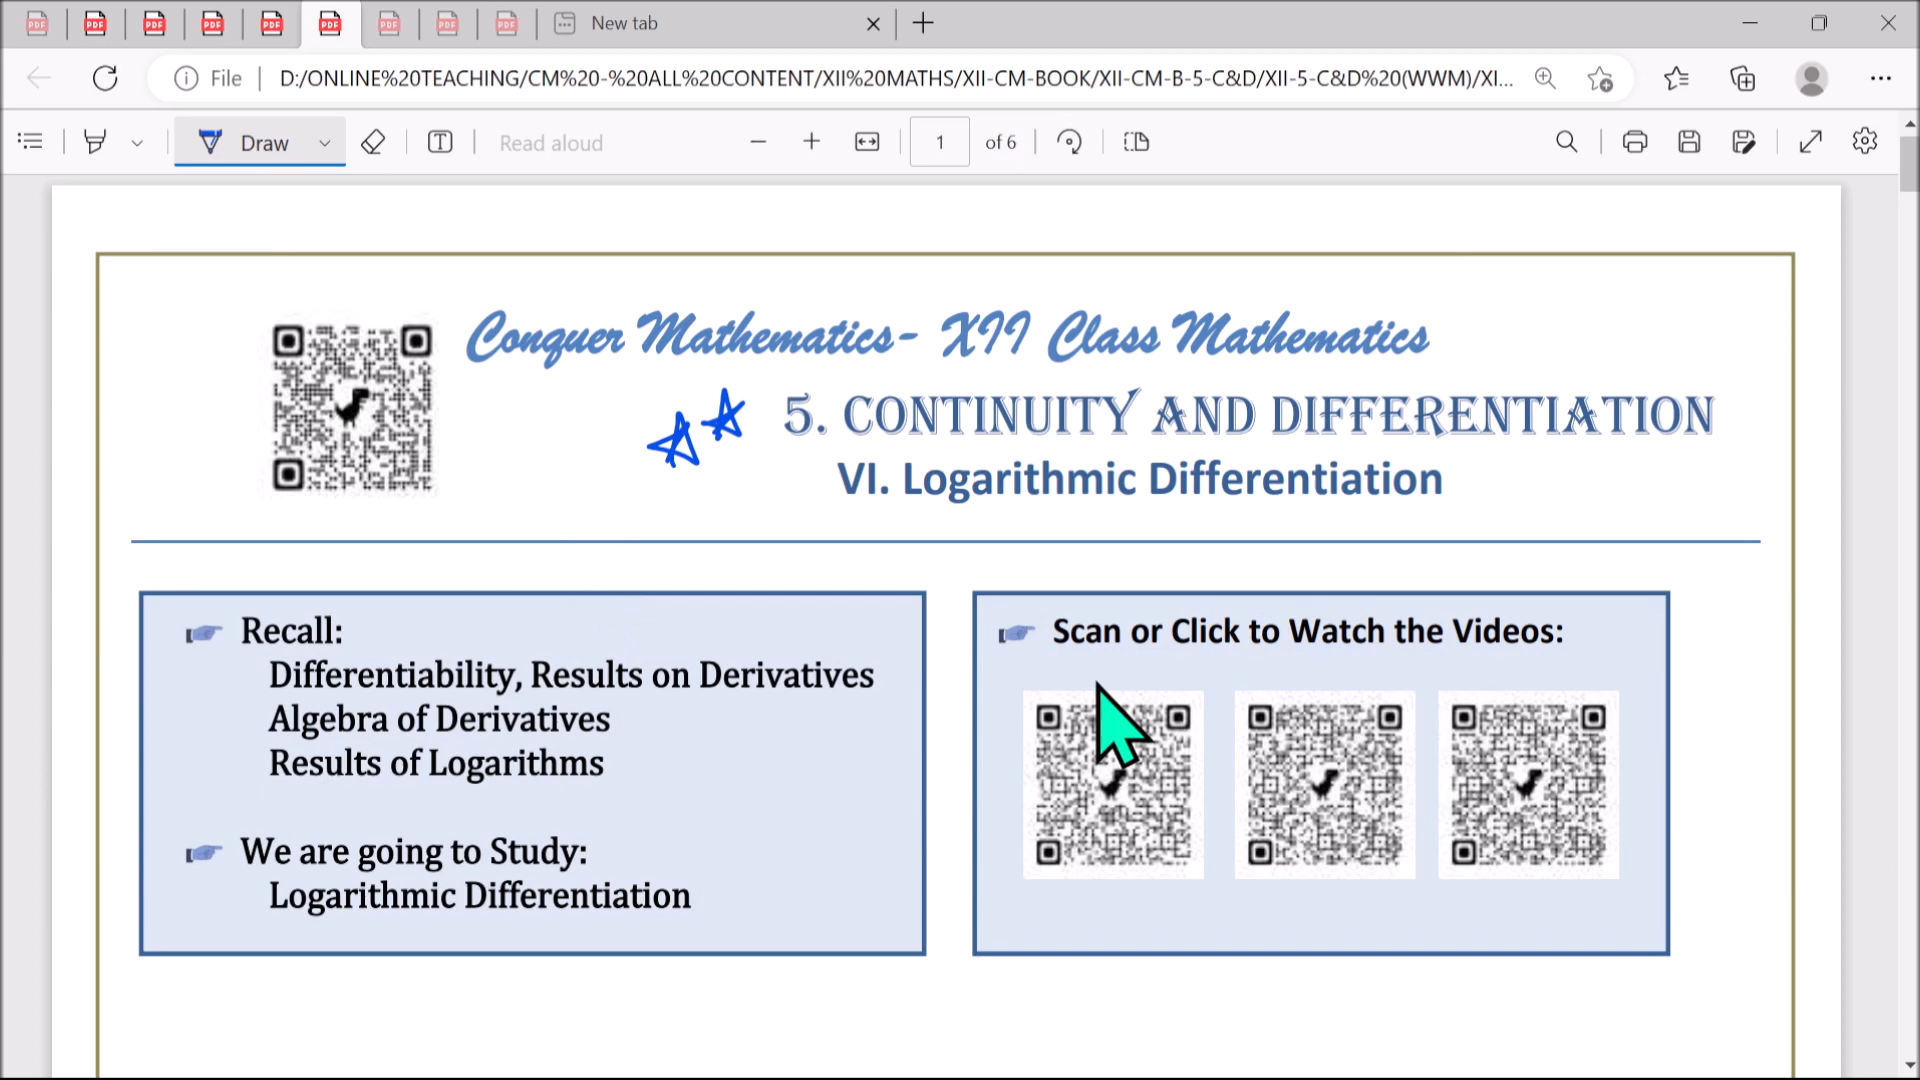 New tab
File D:/ONLINE%20TEACHING/CM%20-%20ALL%20CONTENT/XII%20MATHS/XII-CM-BOOK/XII-CM-B-5-C&D/XII-5-C&D%20(WWM)/XI...
Draw Read aloud 1 of 6
Conquer Mathematics- XII Class Mathematics
5. CONTINUITY AND DIFFERENTIATION
VI. Logarithmic Differentiation
Recall:
Differentiability, Results on Derivatives
Algebra of Derivatives
Results of Logarithms
We are going to Study:
Logarithmic Differentiation
Scan or Click to Watch the Videos: